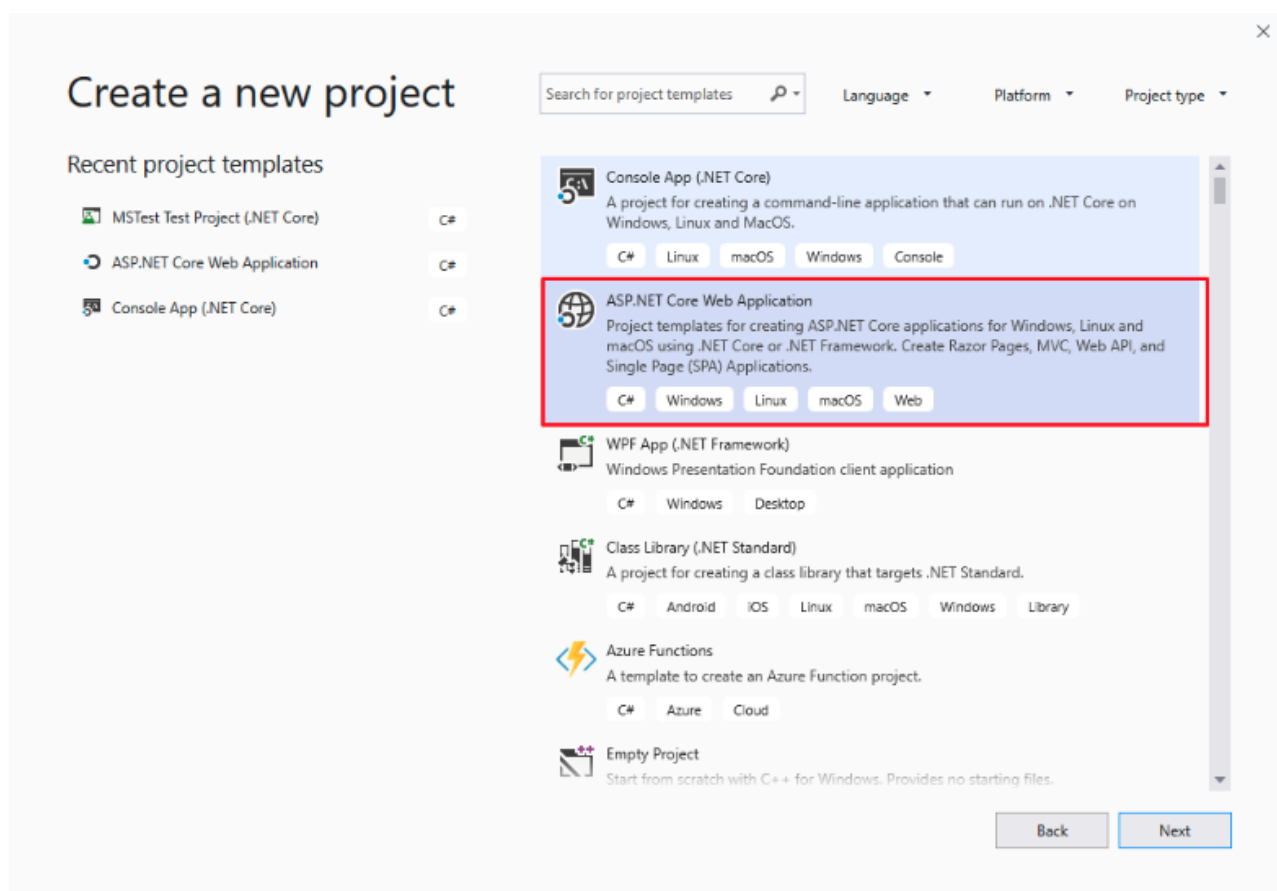 Create a new project
Search for project templates
Language
Platform
Project type
Recent project templates
MSTest Test Project (.NET Core) C#
ASP.NET Core Web Application C#
Console App (.NET Core) C#
Console App (.NET Core)
A project for creating a command-line application that can run on .NET Core on
Windows, Linux and MacOS.
C# Linux macOS Windows Console
ASP.NET Core Web Application
Project templates for creating ASP.NET Core applications for Windows, Linux and
macOS using .NET Core or .NET Framework. Create Razor Pages, MVC, Web API, and
Single Page (SPA) Applications.
C# Windows Linux macOS Web
WPF App (.NET Framework)
Windows Presentation Foundation client application
C# Windows Desktop
Class Library (.NET Standard)
A project for creating a class library that targets .NET Standard.
C# Android iOS Linux macOS Windows Library
Azure Functions
A template to create an Azure Function project.
C# Azure Cloud
Empty Project
Start from scratch with C++ for Windows. Provides no starting files.
Back Next